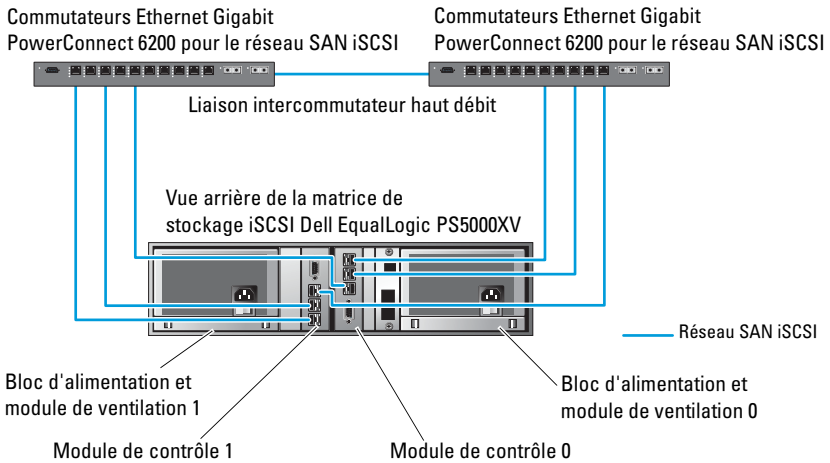 Commutateurs Ethernet Gigabit
PowerConnect 6200 pour le réseau SAN iSCSI
Commutateurs Ethernet Gigabit
PowerConnect 6200 pour le réseau SAN iSCSI
Liaison intercommutateur haut débit
Vue arrière de la matrice de
stockage iSCSI Dell EqualLogic PS5000XV
Réseau SAN iSCSI
Bloc d'alimentation et
module de ventilation 1
Bloc d'alimentation et
module de ventilation 0
Module de contrôle 1
Module de contrôle 0